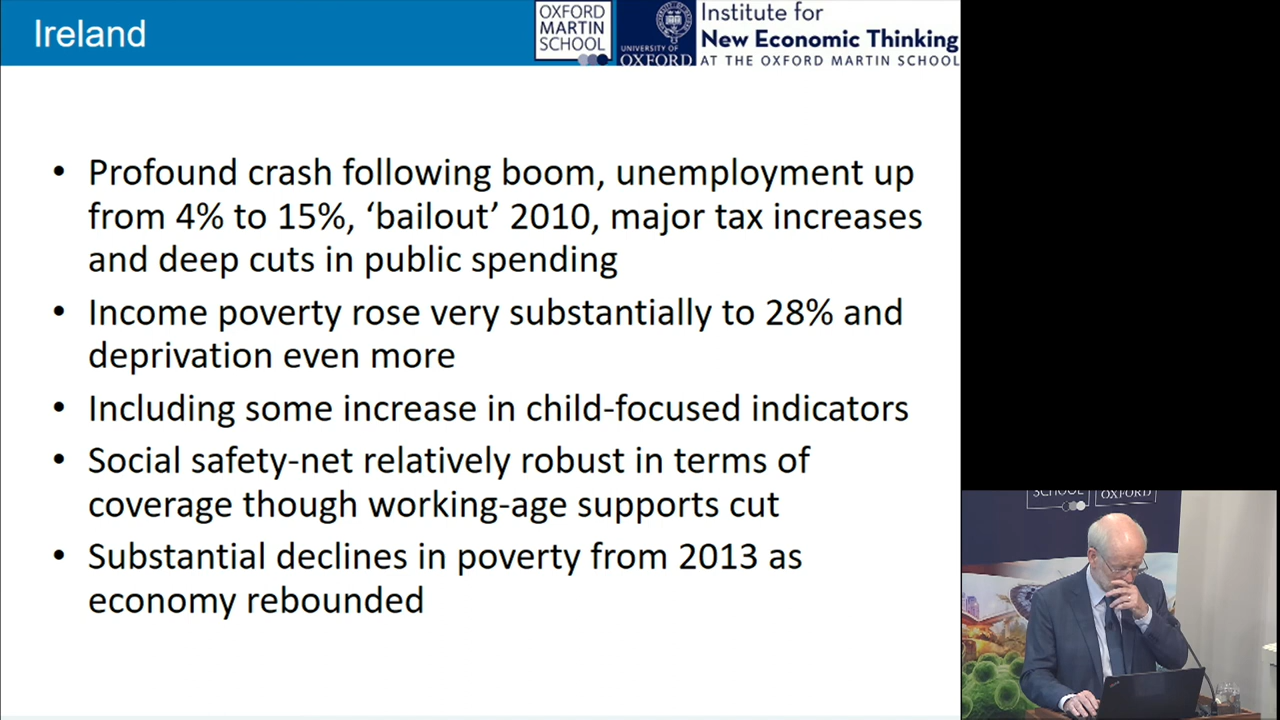 Ireland
OXFORD
MARTIN
SCHOOL
UNIVERSITY OF
OXFORD
Institute for
New Economic Thinking
AT THE OXFORD MARTIN SCHOOL
• Profound crash following boom, unemployment up
from 4% to 15%, ‘bailout’ 2010, major tax increases
and deep cuts in public spending
• Income poverty rose very substantially to 28% and
deprivation even more
• Including some increase in child-focused indicators
• Social safety-net relatively robust in terms of
coverage though working-age supports cut
• Substantial declines in poverty from 2013 as
economy rebounded
SCHOOL
OXFORD